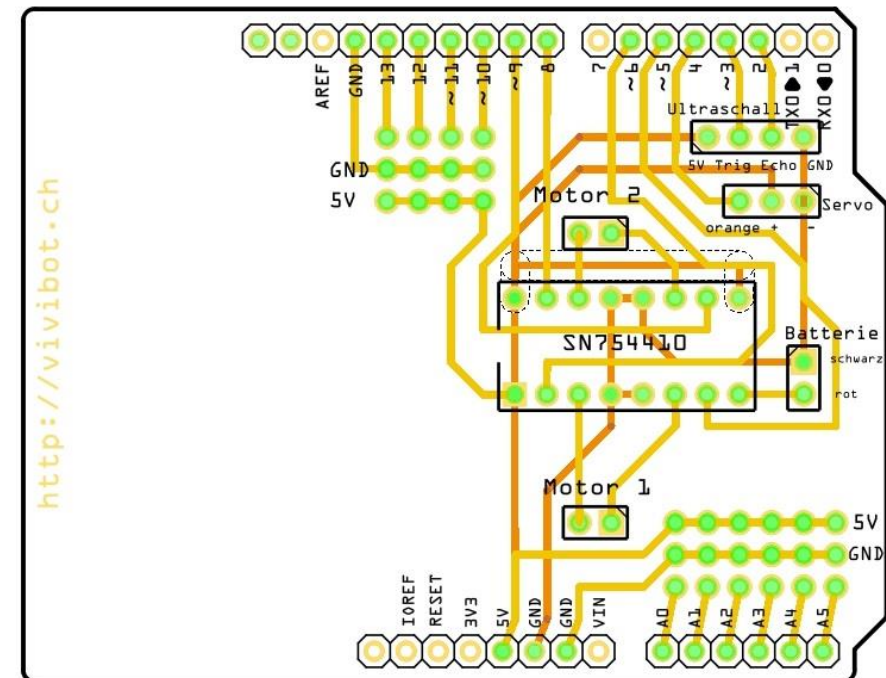 AREF
GND
13
12
~11
~10
~9
8
7
~6
~5
4
~3
2
TXO 1
RXO 0
Ultraschall
5V Trig Echo GND
GND
5V
Motor 2
Servo
orange + -
SN754410
Batterie
schwarz
rot
http://vivibot.ch
Motor 1
5V
GND
IOREF
RESET
3V3
5V
GND
GND
VIN
A0
A1
A2
A3
A4
A5